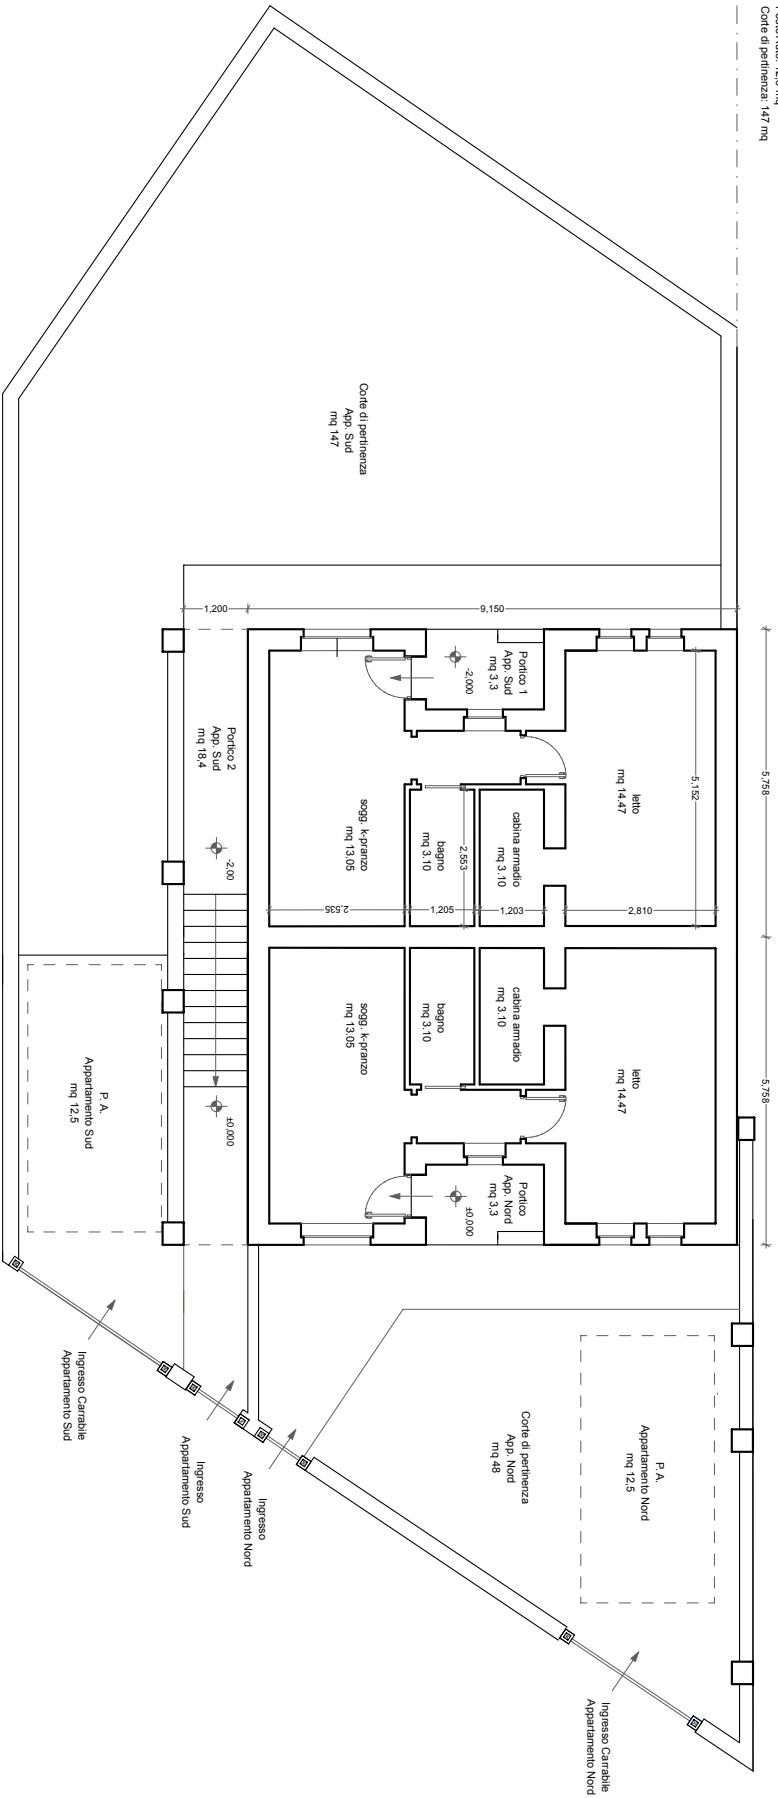 Corte di pertinenza: 147 mq
Corte di pertinenza
App. Sud
mq 147
1,200
9,150
5,758
5,758
Portico 1
App. Sud
mq 3,3
-2,000
letto
mq 14.47
5,152
Portico 2
App. Sud
mq 18,4
-2,00
sogg. k-pranzo
mq 13.05
bagno
mq 3.10
2,553
cabina armadio
mq 3.10
2,535
1,205
1,203
2,810
sogg. k-pranzo
mq 13.05
bagno
mq 3.10
cabina armadio
mq 3.10
letto
mq 14.47
P. A.
Appartamento Sud
mq 12,5
±0,000
Portico
App. Nord
mq 3,3
±0,000
Ingresso Carrabile
Appartamento Sud
Ingresso
Appartamento Sud
Ingresso
Appartamento Nord
Corte di pertinenza
App. Nord
mq 48
P. A.
Appartamento Nord
mq 12,5
Ingresso Carrabile
Appartamento Nord